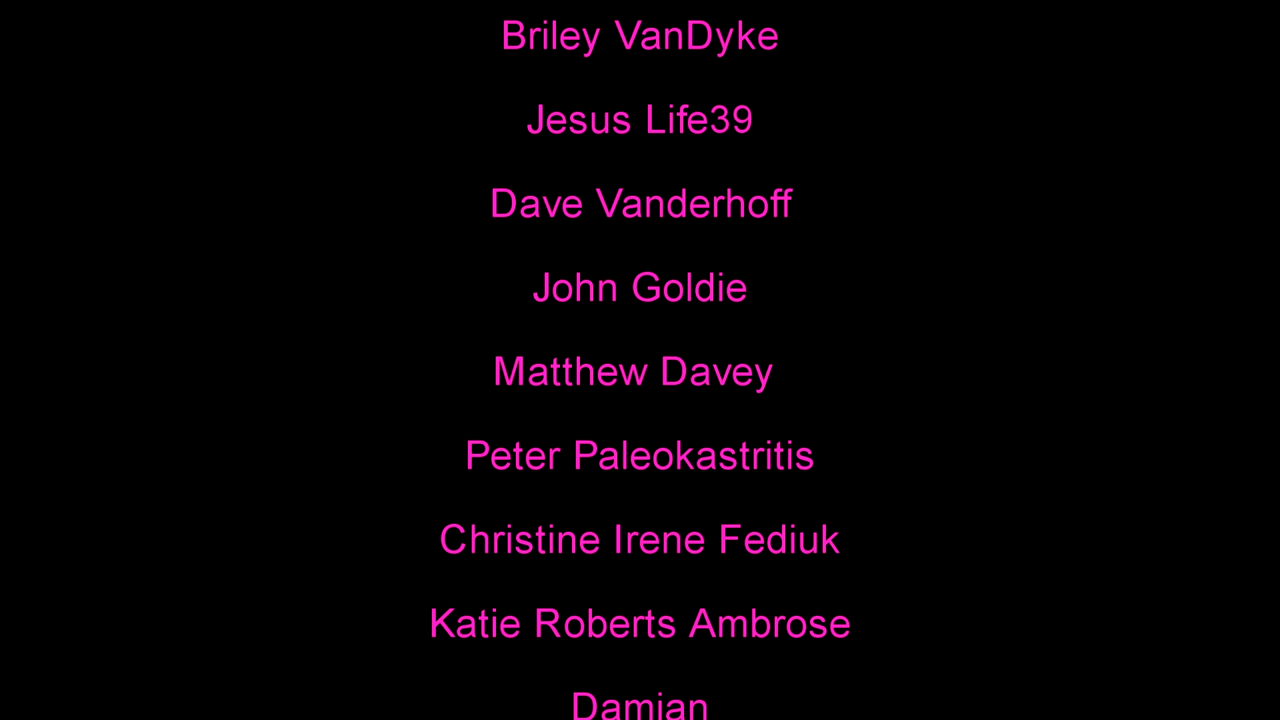 Briley VanDyke
Jesus Life39
Dave Vanderhoff
John Goldie
Matthew Davey
Peter Paleokastritis
Christine Irene Fediuk
Katie Roberts Ambrose
Damian